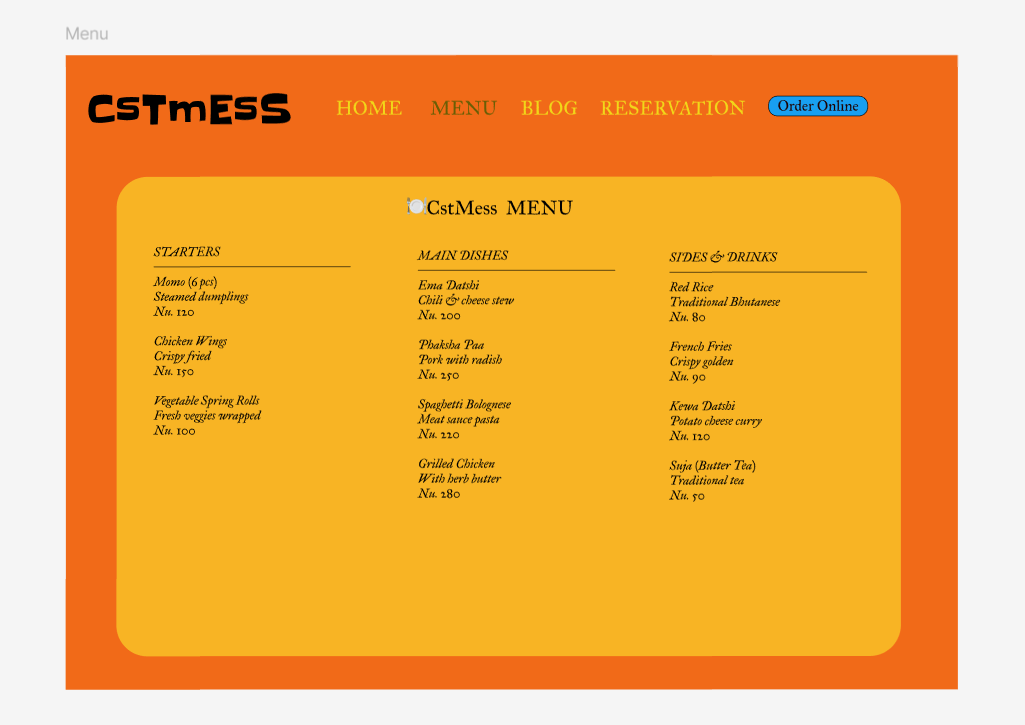 Menu
CsTmESS
HOME MENU BLOG RESERVATION Order Online
CstMess MENU
STARTERS
Momo (6 pcs)
Steamed dumplings
Nu. 120
Chicken Wings
Crispy fried
Nu. 150
Vegetable Spring Rolls
Fresh veggies wrapped
Nu. 100
MAIN DISHES
Ema Datshi
Chili & cheese stew
Nu. 200
Phaksha Paa
Pork with radish
Nu. 250
Spaghetti Bolognese
Meat sauce pasta
Nu. 220
Grilled Chicken
With herb butter
Nu. 280
SIDES & DRINKS
Red Rice
Traditional Bhutanese
Nu. 80
French Fries
Crispy golden
Nu. 90
Kewa Datshi
Potato cheese curry
Nu. 120
Suja (Butter Tea)
Traditional tea
Nu. 50